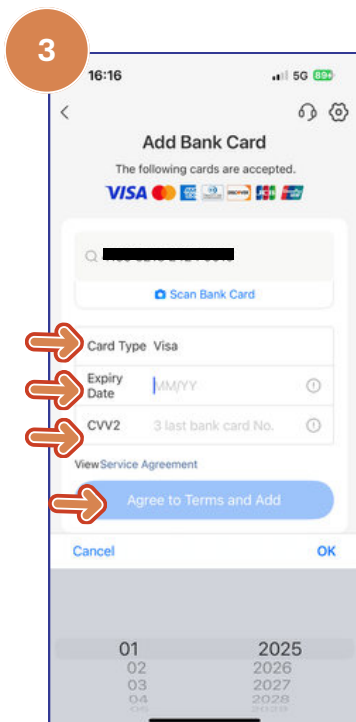 3
16:16
5G 89+
Add Bank Card
The following cards are accepted.
VISA
Scan Bank Card
Card Type Visa
Expiry
Date MM/YY
CVV2 3 last bank card No.
View Service Agreement
Agree to Terms and Add
Cancel OK
01 2025
02 2026
03 2027
04 2028